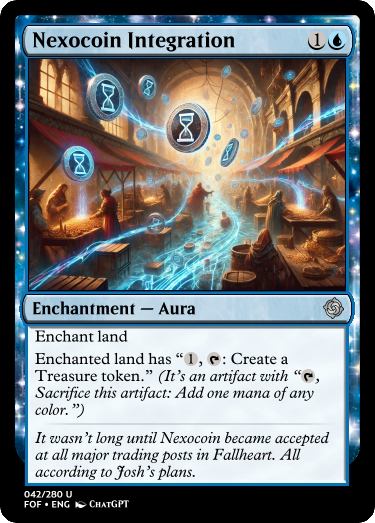 Nexocoin Integration 1
Enchantment — Aura
Enchant land
Enchanted land has “1, : Create a
Treasure token.” (It’s an artifact with “,
Sacrifice this artifact: Add one mana of any
color.”)
It wasn’t long until Nexocoin became accepted
at all major trading posts in Fallheart. All
according to Josh’s plans.
042/280 U
FOF • ENG ChatGPT